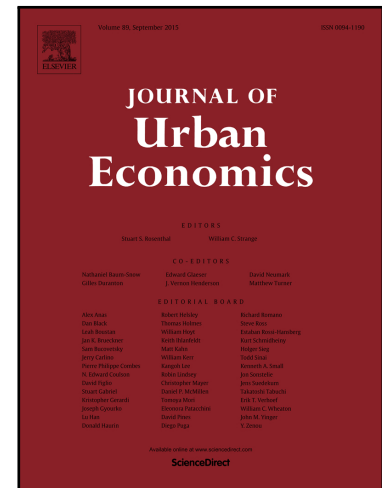 Volume 89, September 2015 ISSN 0094-1190
ELSEVIER
JOURNAL OF
Urban
Economics
EDITORS
Stuart S. Rosenthal William C. Strange
CO-EDITORS
Nathaniel Baum-Snow Edward Glaeser David Neumark
Gilles Duranton J. Vernon Henderson Matthew Turner
EDITORIAL BOARD
Alex Anas Robert Helsley Richard Romano
Dan Black Thomas Holmes Steve Ross
Leah Boustan William Hoyt Esteban Rossi-Hansberg
Jan K. Brueckner Keith Ihlanfeldt Kurt Schmidheiny
Sam Bucovetsky Matt Kahn Holger Sieg
Jerry Carlino William Kerr Todd Sinai
Pierre Philippe Combes Kangoh Lee Kenneth A. Small
N. Edward Coulson Robin Lindsey Jon Sonstelie
David Figlio Christopher Mayer Jens Suedekum
Stuart Gabriel Daniel P. McMillen Takatoshi Tabuchi
Kristopher Gerardi Tomoya Mori Erik T. Verhoef
Joseph Gyourko Eleonora Patacchini William C. Wheaton
Lu Han David Pines John M. Yinger
Donald Haurin Diego Puga Y. Zenou
Available online at www.sciencedirect.com
ScienceDirect